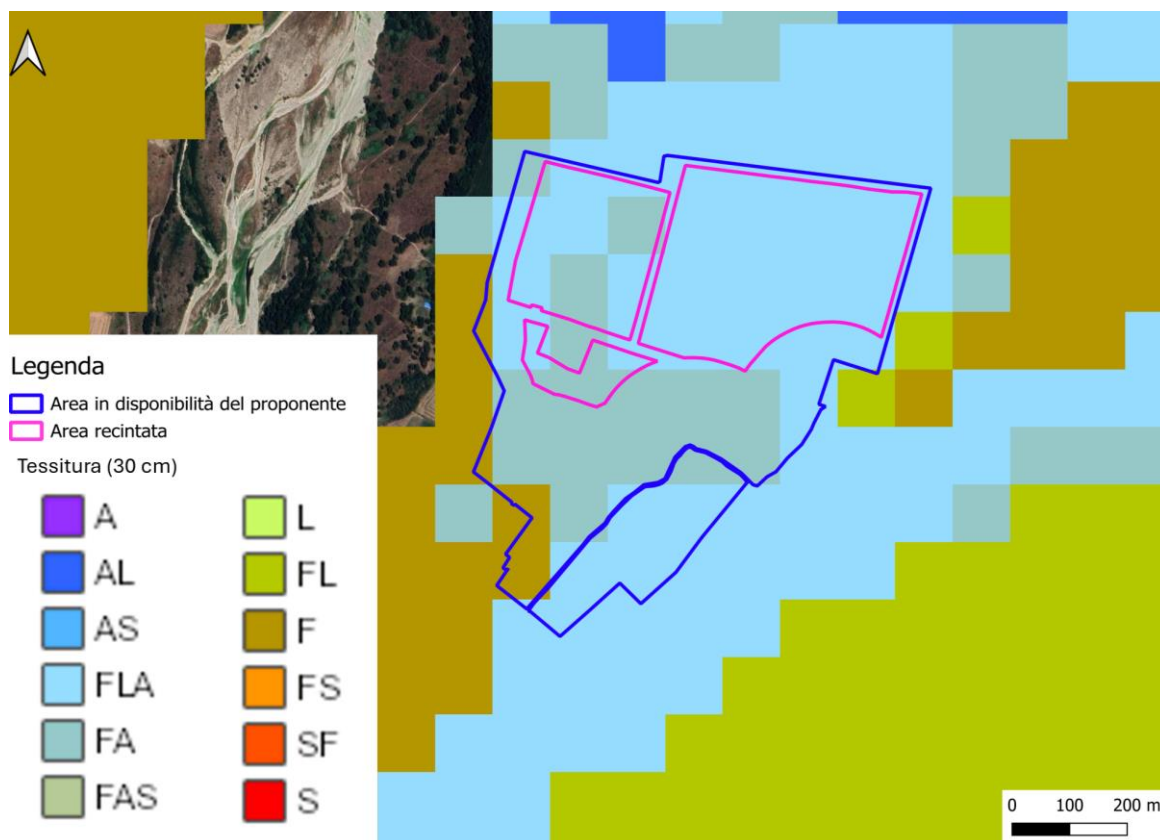 Legenda
Area in disponibilità del proponente
Area recintata
Tessitura (30 cm)
A
AL
AS
FLA
FA
FAS
L
FL
F
FS
SF
S
0 100 200 m